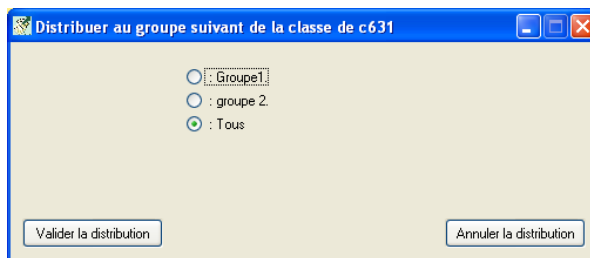 Distribuer au groupe suivant de la classe de c631
: Groupe1.
: groupe 2.
: Tous
Valider la distribution
Annuler la distribution